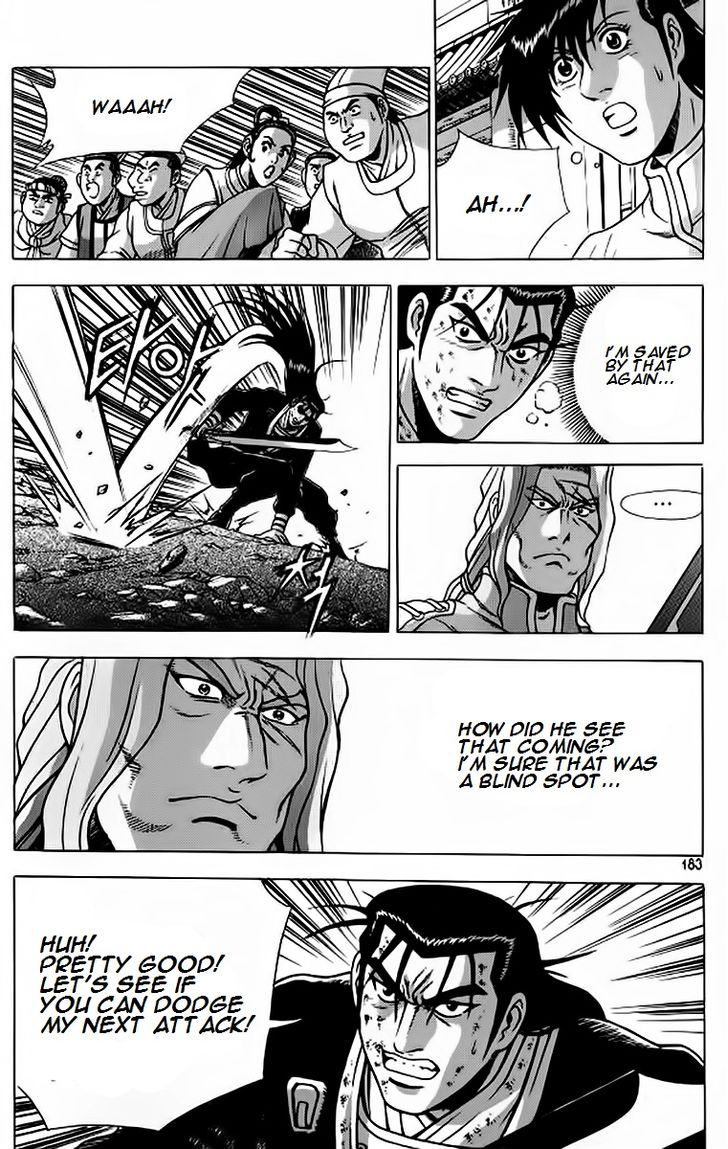 WAAAH!
AH...!
I'M SAVED
BY THAT
AGAIN...
...
HOW DID HE SEE
THAT COMING?
I'M SURE THAT WAS
A BLIND SPOT...
183
HUH!
PRETTY GOOD!
LET'S SEE IF
YOU CAN DODGE
MY NEXT ATTACK!